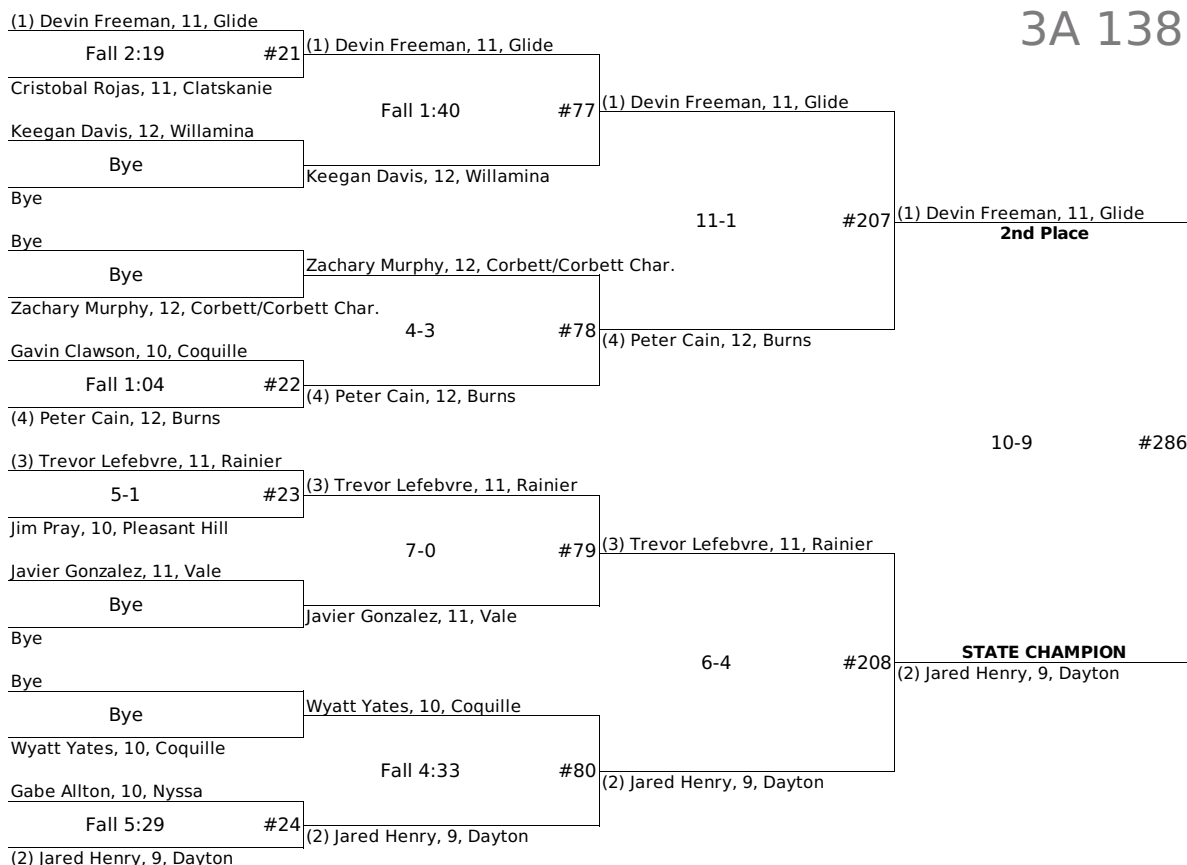 3A 138
(1) Devin Freeman, 11, Glide
Fall 2:19 #21
Cristobal Rojas, 11, Clatskanie
Keegan Davis, 12, Willamina
Bye
Bye
Bye
Bye
Zachary Murphy, 12, Corbett/Corbett Char.
Gavin Clawson, 10, Coquille
Fall 1:04 #22
(4) Peter Cain, 12, Burns
(3) Trevor Lefebvre, 11, Rainier
5-1 #23
Jim Pray, 10, Pleasant Hill
Javier Gonzalez, 11, Vale
Bye
Bye
Bye
Bye
Wyatt Yates, 10, Coquille
Gabe Allton, 10, Nyssa
Fall 5:29 #24
(2) Jared Henry, 9, Dayton
(1) Devin Freeman, 11, Glide
Fall 1:40 #77
Keegan Davis, 12, Willamina
Zachary Murphy, 12, Corbett/Corbett Char.
4-3 #78
(4) Peter Cain, 12, Burns
(3) Trevor Lefebvre, 11, Rainier
7-0 #79
Javier Gonzalez, 11, Vale
Wyatt Yates, 10, Coquille
Fall 4:33 #80
(2) Jared Henry, 9, Dayton
(1) Devin Freeman, 11, Glide
11-1 #207
(4) Peter Cain, 12, Burns
(3) Trevor Lefebvre, 11, Rainier
6-4 #208
(2) Jared Henry, 9, Dayton
(1) Devin Freeman, 11, Glide
2nd Place
10-9 #286
STATE CHAMPION
(2) Jared Henry, 9, Dayton